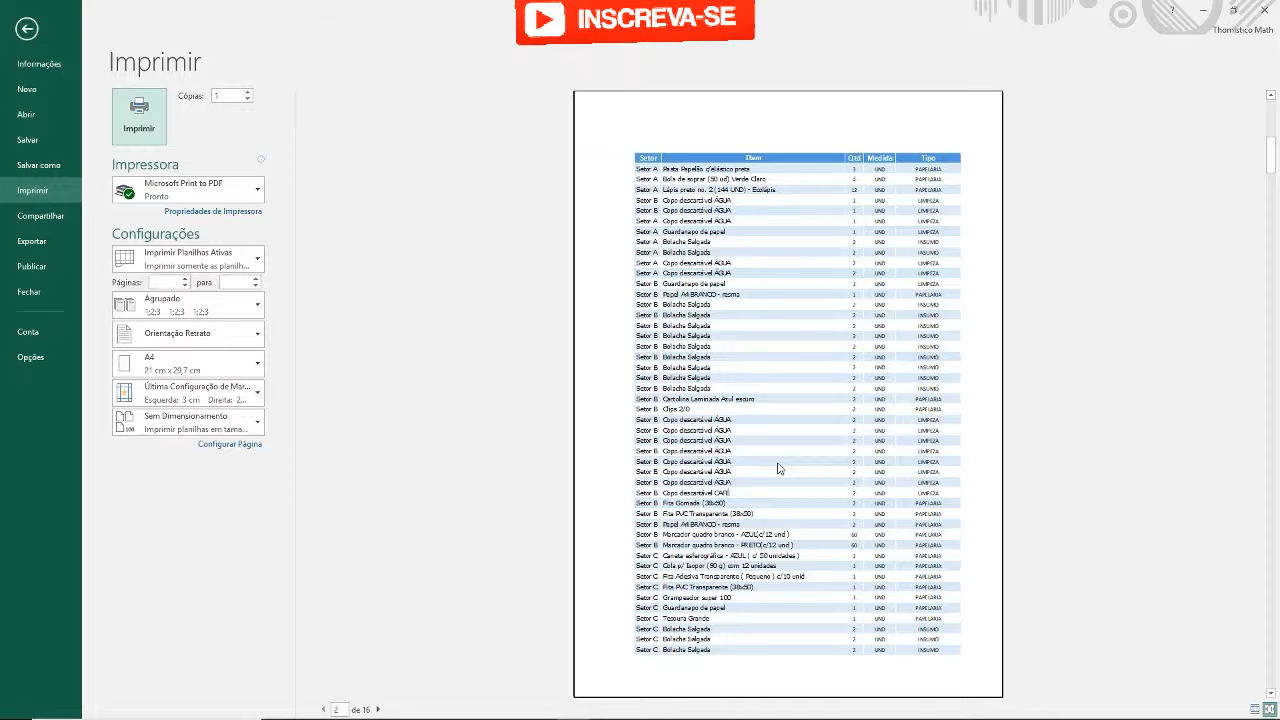 INSCREVA-SE
?
Thomístico Math
Informações
Novo
Abrir
Salvar
Salvar como
Imprimir
Compartilhar
Exportar
Publicar
Fechar
Conta
Opções
Imprimir
Imprimir
Cópias: 1
Impressora
Microsoft Print to PDF
Pronto
Propriedades de Impressora
Configurações
Imprimir Planilhas Ativas
Imprimir somente as planilh...
Páginas: para
Agrupado
1;2;3 1;2;3 1;2;3
Orientação Retrato
A4
21 cm x 29,7 cm
Última Configuração de Mar...
Esquerda: 3 cm Direita: 2...
100
Sem Dimensionamento
Imprimir planilhas em tama...
Configurar Página
Setor Item Qtd Medida Tipo
Setor A Pasta Papelão c/elástico preta 3 UND PAPELARIA
Setor A Bola de soprar (50 ud) Verde Claro 4 UND PAPELARIA
Setor A Lápis preto no. 2 (144 UND) - Ecolápis 12 UND PAPELARIA
Setor B Copo descartável ÁGUA 1 UND LIMPEZA
Setor B Copo descartável ÁGUA 1 UND LIMPEZA
Setor A Copo descartável ÁGUA 1 UND LIMPEZA
Setor A Guardanapo de papel 1 UND LIMPEZA
Setor A Bolacha Salgada 2 UND INSUMO
Setor A Bolacha Salgada 2 UND INSUMO
Setor A Copo descartável ÁGUA 2 UND LIMPEZA
Setor A Copo descartável ÁGUA 2 UND LIMPEZA
Setor B Guardanapo de papel 1 UND LIMPEZA
Setor B Papel A4 BRANCO - resma 1 UND PAPELARIA
Setor B Bolacha Salgada 2 UND INSUMO
Setor B Bolacha Salgada 2 UND INSUMO
Setor B Bolacha Salgada 2 UND INSUMO
Setor B Bolacha Salgada 2 UND INSUMO
Setor B Bolacha Salgada 2 UND INSUMO
Setor B Bolacha Salgada 2 UND INSUMO
Setor B Bolacha Salgada 2 UND INSUMO
Setor B Bolacha Salgada 2 UND INSUMO
Setor B Bolacha Salgada 2 UND INSUMO
Setor B Cartolina Laminada Azul escuro 2 UND PAPELARIA
Setor B Clips 2/0 2 UND PAPELARIA
Setor B Copo descartável ÁGUA 2 UND LIMPEZA
Setor B Copo descartável ÁGUA 2 UND LIMPEZA
Setor B Copo descartável ÁGUA 2 UND LIMPEZA
Setor B Copo descartável ÁGUA 2 UND LIMPEZA
Setor B Copo descartável ÁGUA 2 UND LIMPEZA
Setor B Copo descartável ÁGUA 2 UND LIMPEZA
Setor B Copo descartável ÁGUA 2 UND LIMPEZA
Setor B Copo descartável CAFÉ 2 UND LIMPEZA
Setor B Fita Gomada (38x50) 2 UND PAPELARIA
Setor B Fita PVC Transparente (38x50) 2 UND PAPELARIA
Setor B Papel A4 BRANCO - resma 2 UND PAPELARIA
Setor B Marcador quadro branco - AZUL(c/12 und ) 60 UND PAPELARIA
Setor B Marcador quadro branco - PRETO(c/12 und ) 60 UND PAPELARIA
Setor C Caneta esferográfica - AZUL ( c/ 50 unidades ) 1 UND PAPELARIA
Setor C Cola p/ Isopor (90 g) com 12 unidades 1 UND PAPELARIA
Setor C Fita Adesiva Transparente ( Pequeno ) c/10 unid 1 UND PAPELARIA
Setor C Fita PVC Transparente (38x50) 1 UND PAPELARIA
Setor C Grampeador super 100 1 UND PAPELARIA
Setor C Guardanapo de papel 1 UND PAPELARIA
Setor C Tesoura Grande 1 UND PAPELARIA
Setor C Bolacha Salgada 2 UND INSUMO
Setor C Bolacha Salgada 2 UND INSUMO
Setor C Bolacha Salgada 2 UND INSUMO
2 de 16